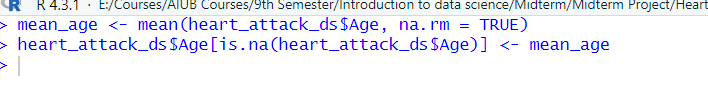 R 4.3.1 · E:/Courses/AIUB Courses/9th Semester/Introduction to data science/Midterm/Midterm Project/Heart
> mean_age <- mean(heart_attack_ds$Age, na.rm = TRUE)
> heart_attack_ds$Age[is.na(heart_attack_ds$Age)] <- mean_age
>